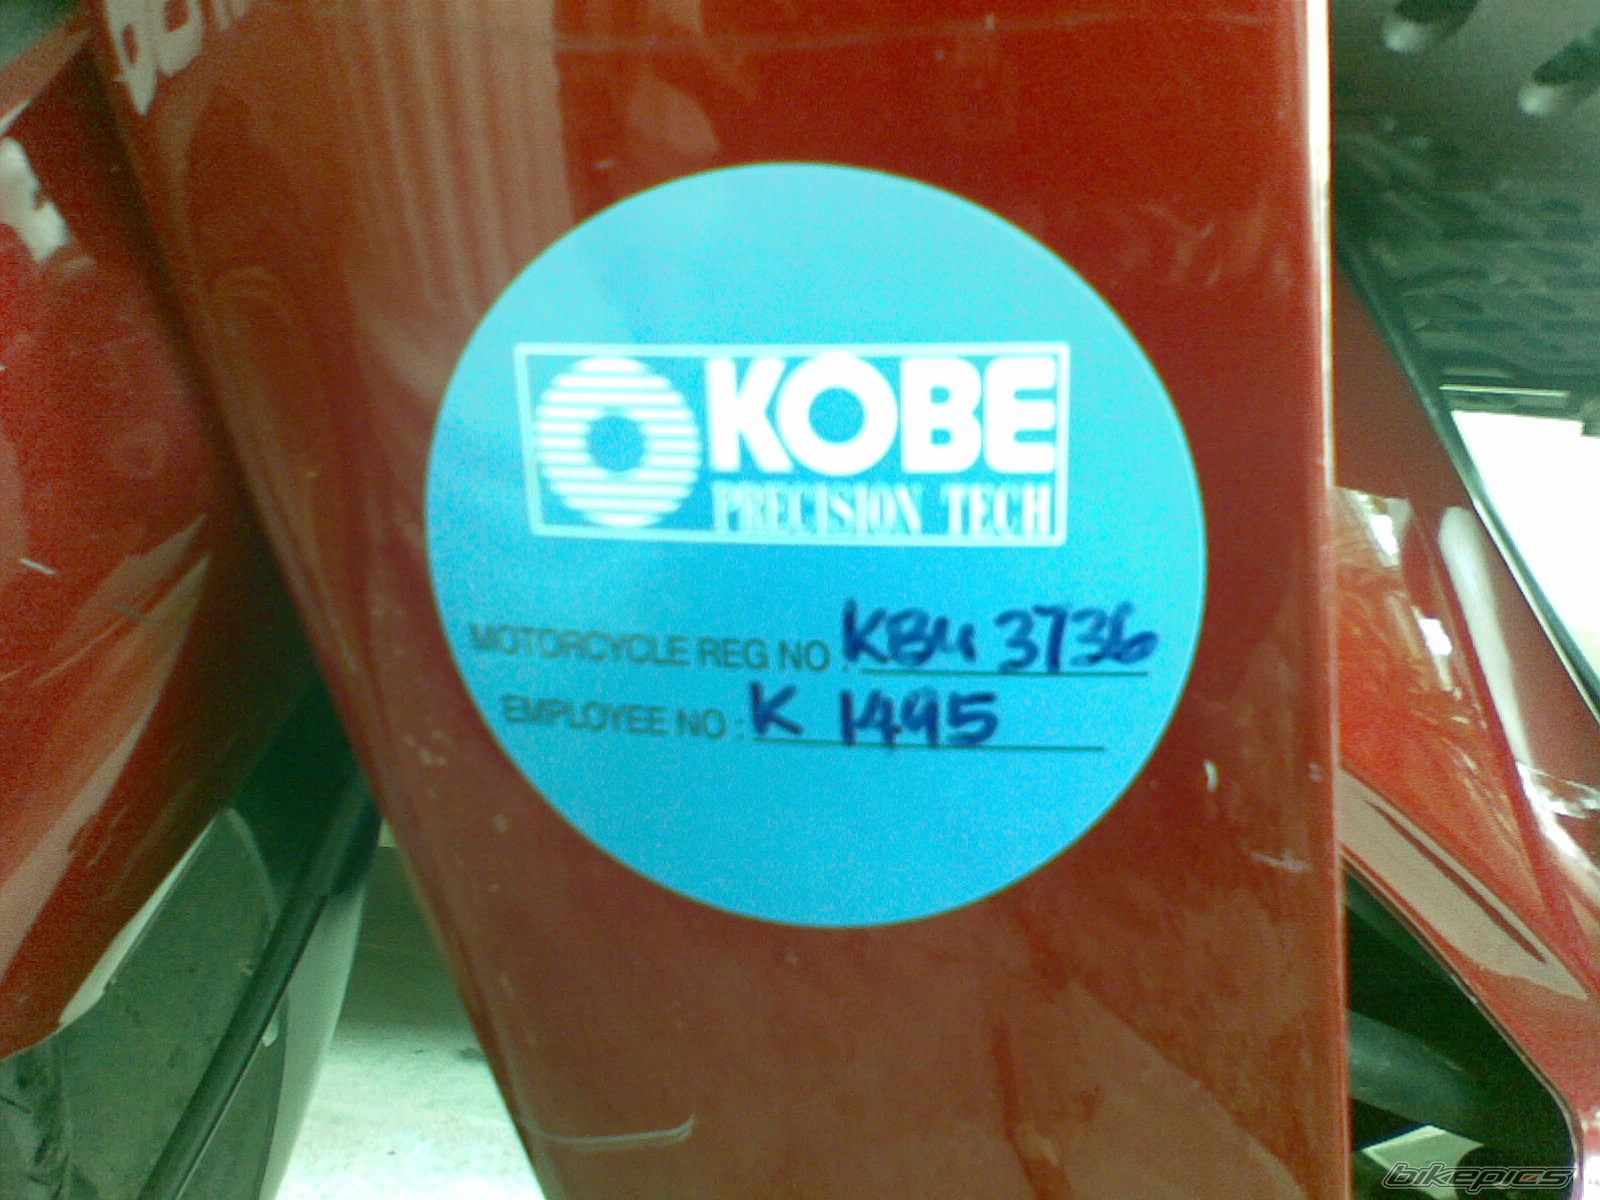 KOBE
PRECISION TECH
MOTORCYCLE REG NO : KBU 3736
EMPLOYEE NO : K 1495
bikepics